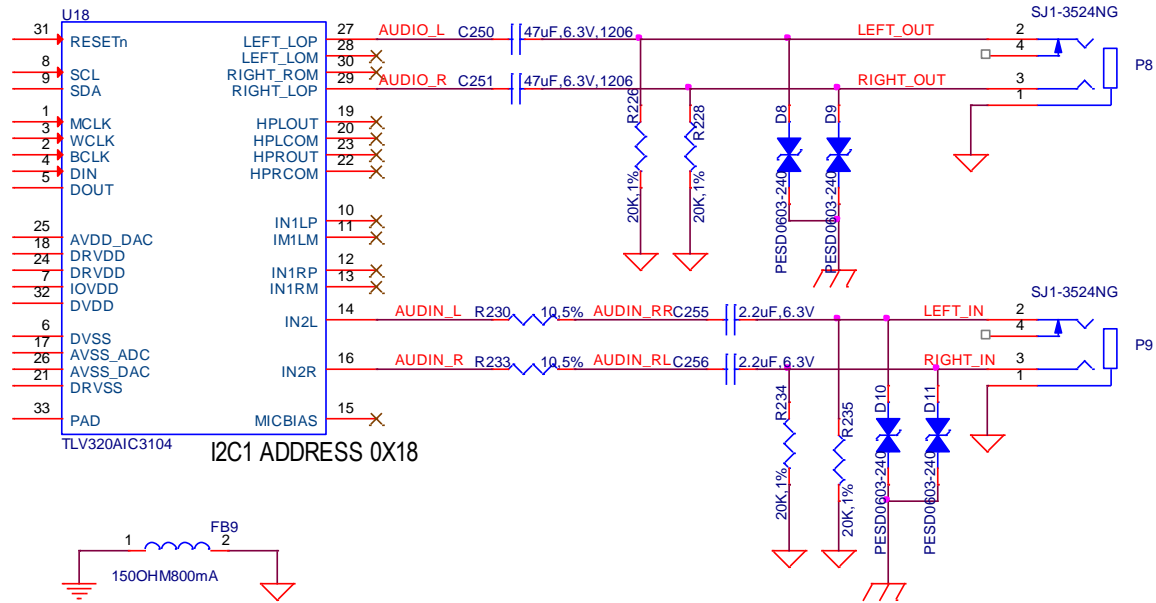 U18
31 RESETn
8 SCL
9 SDA
1 MCLK
3 WCLK
2 BCLK
4 DIN
5 DOUT
25 AVDD_DAC
18 DRVDD
24 DRVDD
7 IOVDD
32 DVDD
6 DVSS
17 AVSS_ADC
26 AVSS_DAC
21 DRVSS
33 PAD
LEFT_LOP 27
LEFT_LOM 28
RIGHT_ROM 30
RIGHT_LOP 29
HPLOUT 19
HPLCOM 20
HPROUT 23
HPRCOM 22
IN1LP 10
IM1LM 11
IN1RP 12
IN1RM 13
IN2L 14
IN2R 16
MICBIAS 15
TLV320AIC3104
I2C1 ADDRESS 0X18
AUDIO_L C250 47uF,6.3V,1206 LEFT_OUT
AUDIO_R C251 47uF,6.3V,1206 RIGHT_OUT
R226
20K,1%
R228
20K,1%
D8
PESD0603-240
D9
PESD0603-240
SJ1-3524NG
2
4
3
1
P8
AUDIN_L R230 10,5% AUDIN_RR C255 2.2uF,6.3V LEFT_IN
AUDIN_R R233 10,5% AUDIN_RL C256 2.2uF,6.3V RIGHT_IN
R234
20K,1%
R235
20K,1%
D10
PESD0603-240
D11
PESD0603-240
SJ1-3524NG
2
4
3
1
P9
FB9
1 2
150OHM800mA